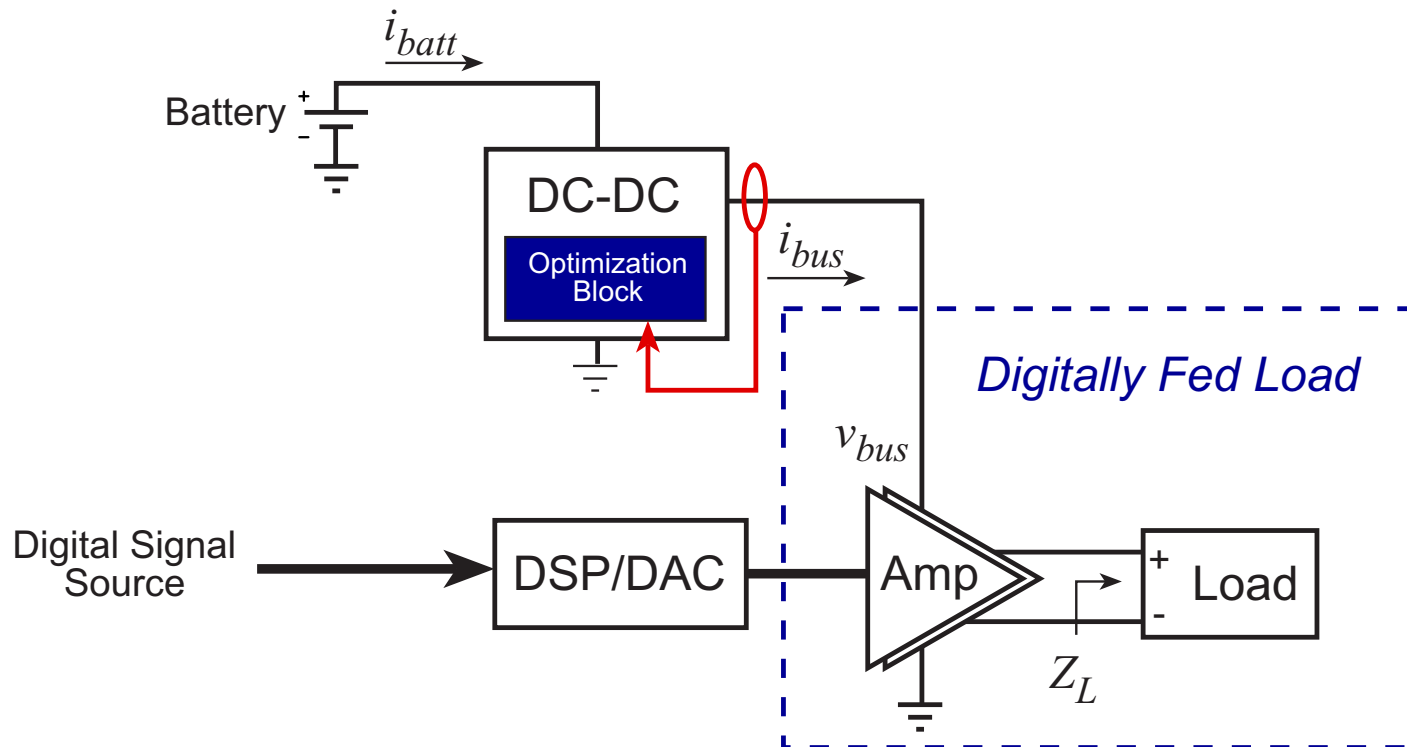 i_batt
+
Battery
−
DC-DC
Optimization
Block
i_bus
Digitally Fed Load
v_bus
Digital Signal
Source
DSP/DAC
Amp
+
-
Load
Z_L